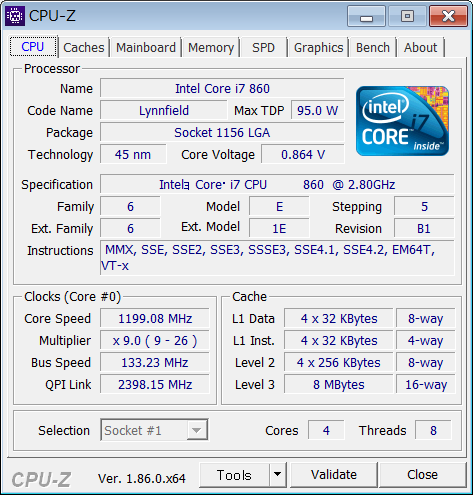 CPU-Z
CPU Caches Mainboard Memory SPD Graphics Bench About
Processor
Name Intel Core i7 860
Code Name Lynnfield Max TDP 95.0 W
Package Socket 1156 LGA
Technology 45 nm Core Voltage 0.864 V
intel CORE i7 inside™
Specification Intel® Core™ i7 CPU 860 @ 2.80GHz
Family 6 Model E Stepping 5
Ext. Family 6 Ext. Model 1E Revision B1
Instructions MMX, SSE, SSE2, SSE3, SSSE3, SSE4.1, SSE4.2, EM64T,
VT-x
Clocks (Core #0)
Core Speed 1199.08 MHz
Multiplier x 9.0 ( 9 - 26 )
Bus Speed 133.23 MHz
QPI Link 2398.15 MHz
Cache
L1 Data 4 x 32 KBytes 8-way
L1 Inst. 4 x 32 KBytes 4-way
Level 2 4 x 256 KBytes 8-way
Level 3 8 MBytes 16-way
Selection Socket #1 Cores 4 Threads 8
CPU-Z Ver. 1.86.0.x64 Tools Validate Close